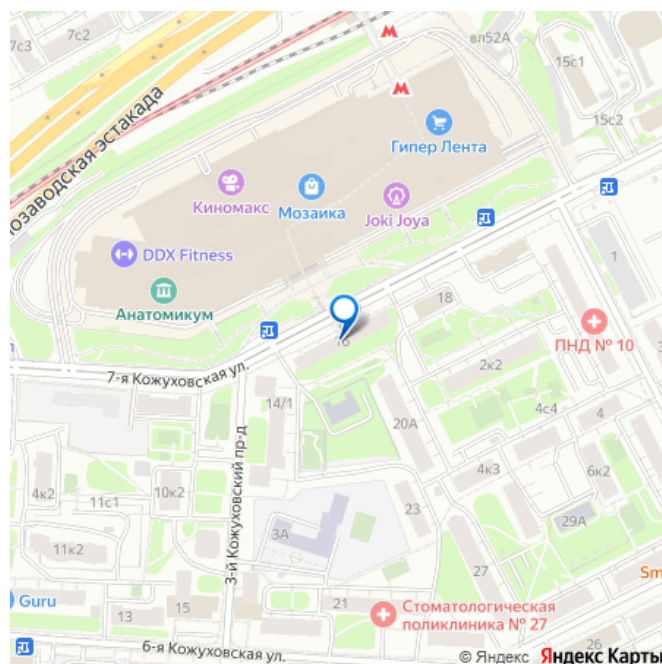 7с3
7с2
вл52А
15с1
15с2
Гипер Лента
Киномакс
Мозаика
Joki Joya
озаводская эстакада
DDX Fitness
Анатомикум
1
18
ПНД № 10
16
7-я Кожуховская ул.
2к2
14/1
20А
4с4
4
3-й Кожуховский пр-д
4к3
6к2
4к2
10к2
11с1
23
29А
3А
11к2
27
Sm
Guru
13
15
21
Стоматологическая
поликлиника № 27
26
6-я Кожуховская ул.
© Яндекс Яндекс Карты